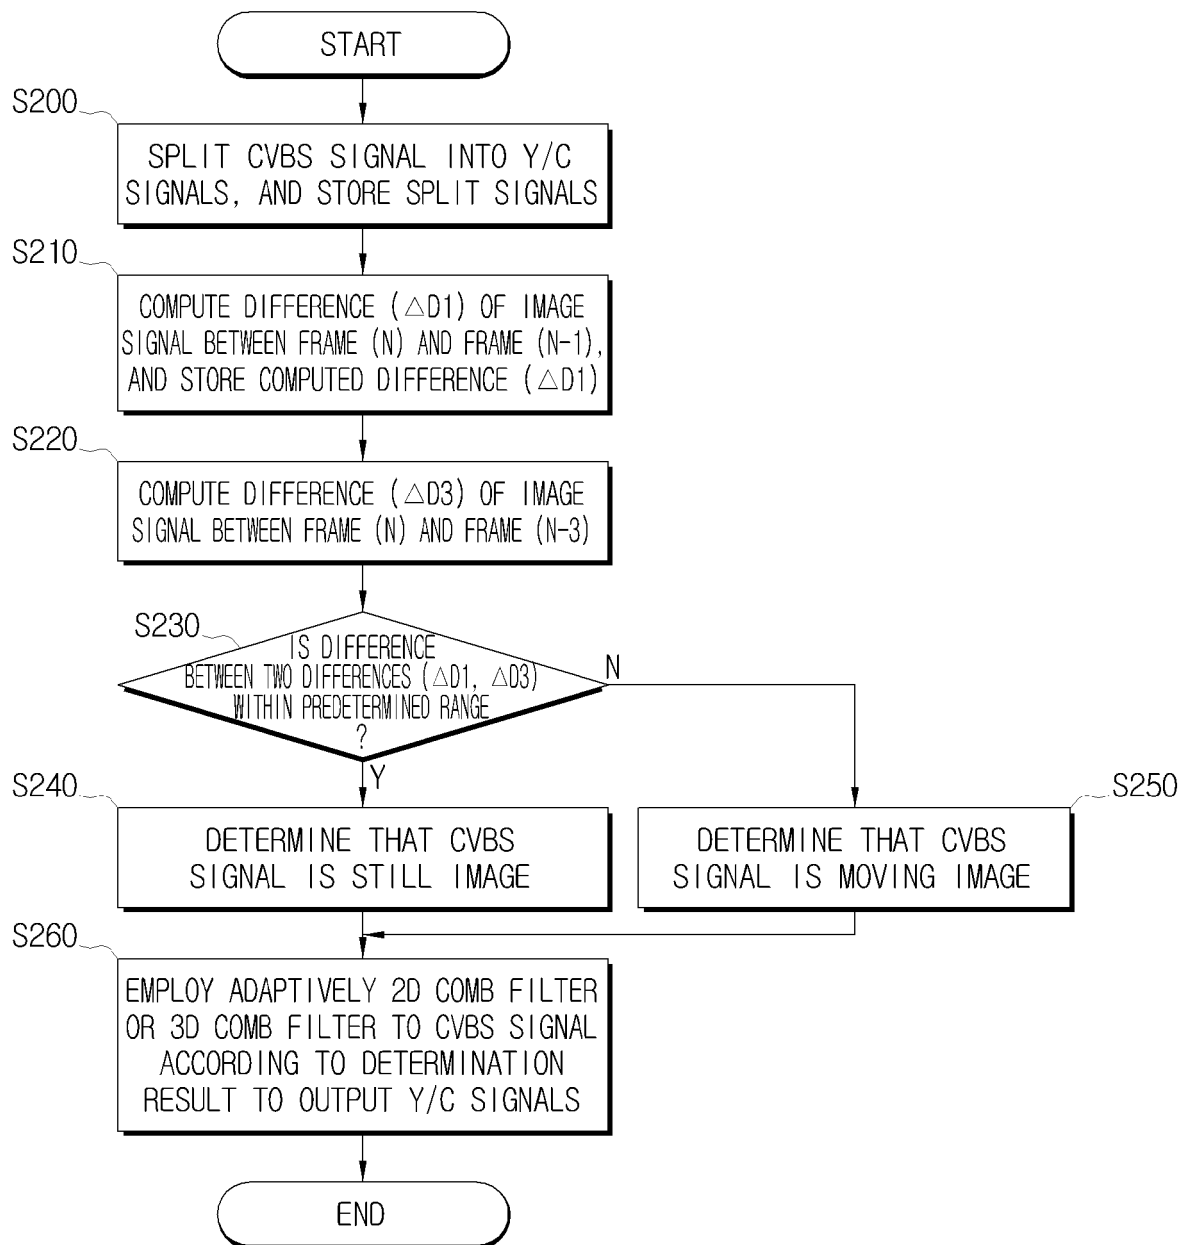 START
S200
SPLIT CVBS SIGNAL INTO Y/C
SIGNALS, AND STORE SPLIT SIGNALS
S210
COMPUTE DIFFERENCE (△D1) OF IMAGE
SIGNAL BETWEEN FRAME (N) AND FRAME (N-1),
AND STORE COMPUTED DIFFERENCE (△D1)
S220
COMPUTE DIFFERENCE (△D3) OF IMAGE
SIGNAL BETWEEN FRAME (N) AND FRAME (N-3)
S230
IS DIFFERENCE
BETWEEN TWO DIFFERENCES (△D1, △D3)
WITHIN PREDETERMINED RANGE
?
N
Y
S240
DETERMINE THAT CVBS
SIGNAL IS STILL IMAGE
S250
DETERMINE THAT CVBS
SIGNAL IS MOVING IMAGE
S260
EMPLOY ADAPTIVELY 2D COMB FILTER
OR 3D COMB FILTER TO CVBS SIGNAL
ACCORDING TO DETERMINATION
RESULT TO OUTPUT Y/C SIGNALS
END